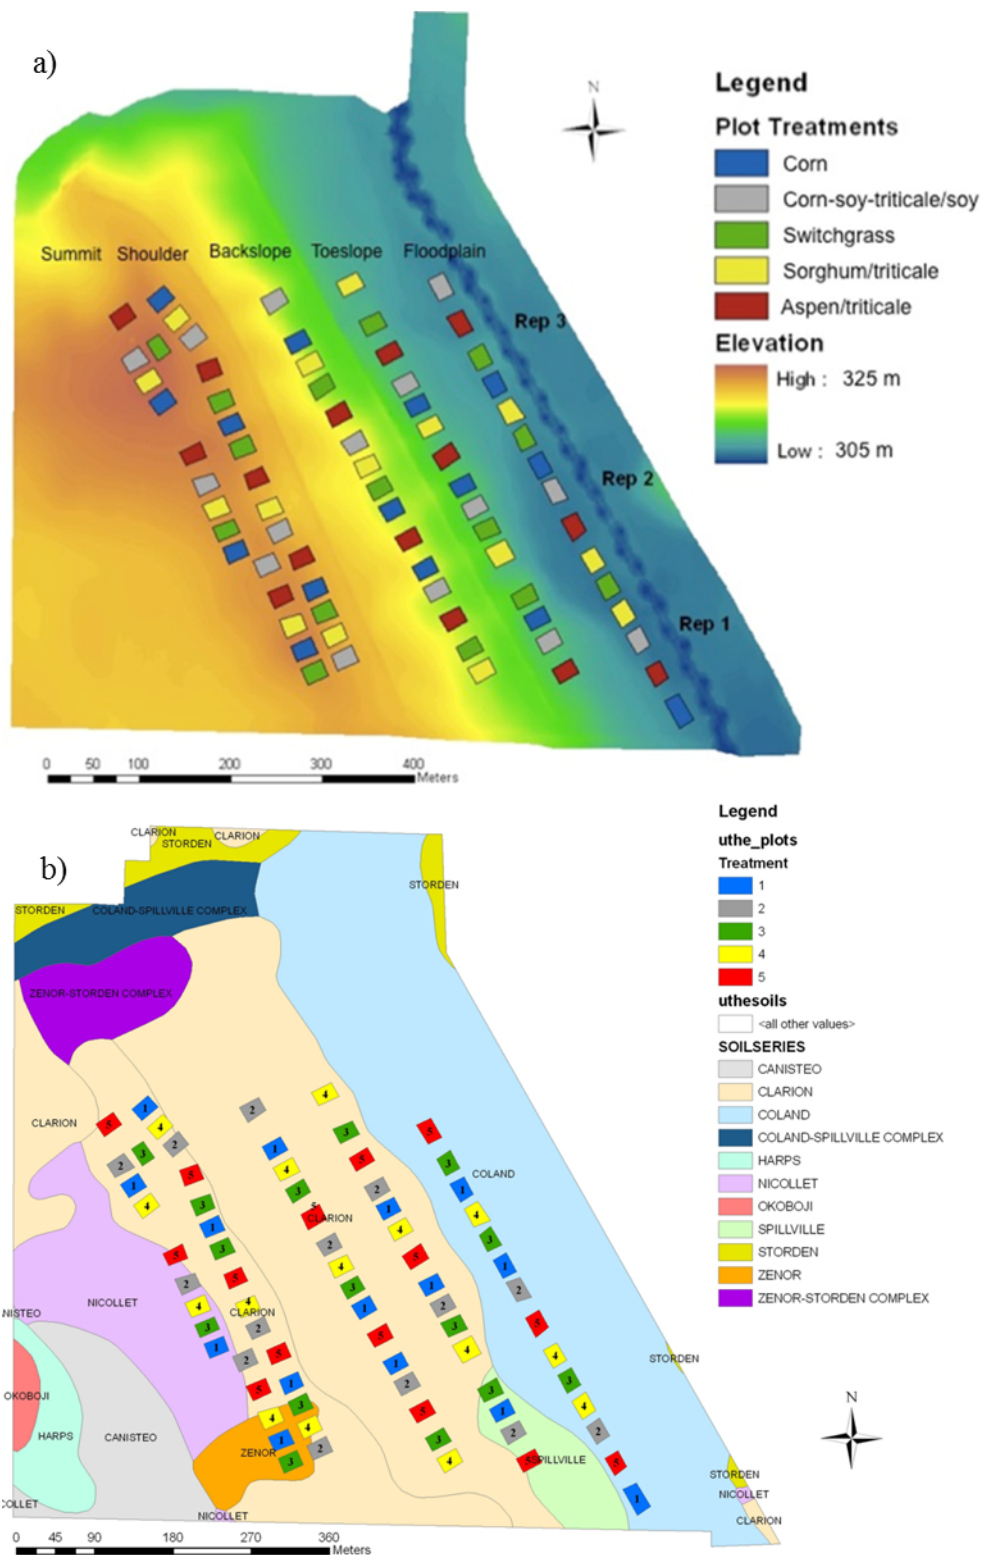 a)
N
Legend
Plot Treatments
Corn
Corn-soy-triticale/soy
Switchgrass
Sorghum/triticale
Aspen/triticale
Elevation
High : 325 m
Low : 305 m
Summit Shoulder Backslope Toeslope Floodplain
Rep 3
Rep 2
Rep 1
0 50 100 200 300 400
Meters
b)
Legend
uthe_plots
Treatment
1
2
3
4
5
uthesoils
<all other values>
SOILSERIES
CANISTEO
CLARION
COLAND
COLAND-SPILLVILLE COMPLEX
HARPS
NICOLLET
OKOBOJI
SPILLVILLE
STORDEN
ZENOR
ZENOR-STORDEN COMPLEX
CLARION
STORDEN
CLARION
STORDEN
STORDEN
COLAND-SPILLVILLE COMPLEX
ZENOR-STORDEN COMPLEX
CLARION
COLAND
CLARION
NICOLLET
CLARION
NISTEO
STORDEN
OKOBOJI
HARPS
CANISTEO
ZENOR
SPILLVILLE
COLLET
NICOLLET
STORDEN
NICOLLET
CLARION
N
0 45 90 180 270 360
Meters